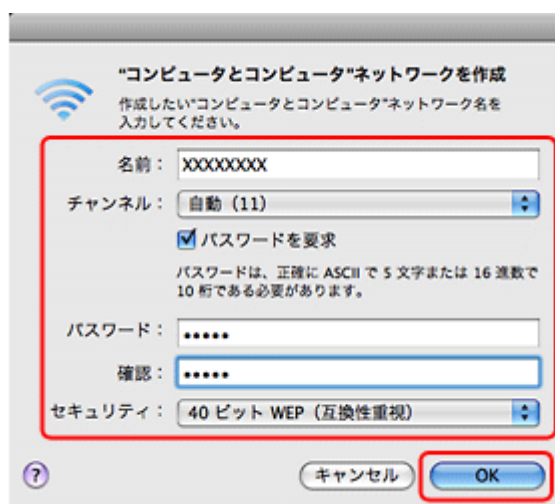 "コンピュータとコンピュータ"ネットワークを作成
作成したい"コンピュータとコンピュータ"ネットワーク名を
入力してください。
名前： XXXXXXXX
チャンネル： 自動（11）
パスワードを要求
パスワードは、正確に ASCII で 5 文字または 16 進数で
10 桁である必要があります。
パスワード： •••••
確認： •••••
セキュリティ： 40 ビット WEP（互換性重視）
? キャンセル OK